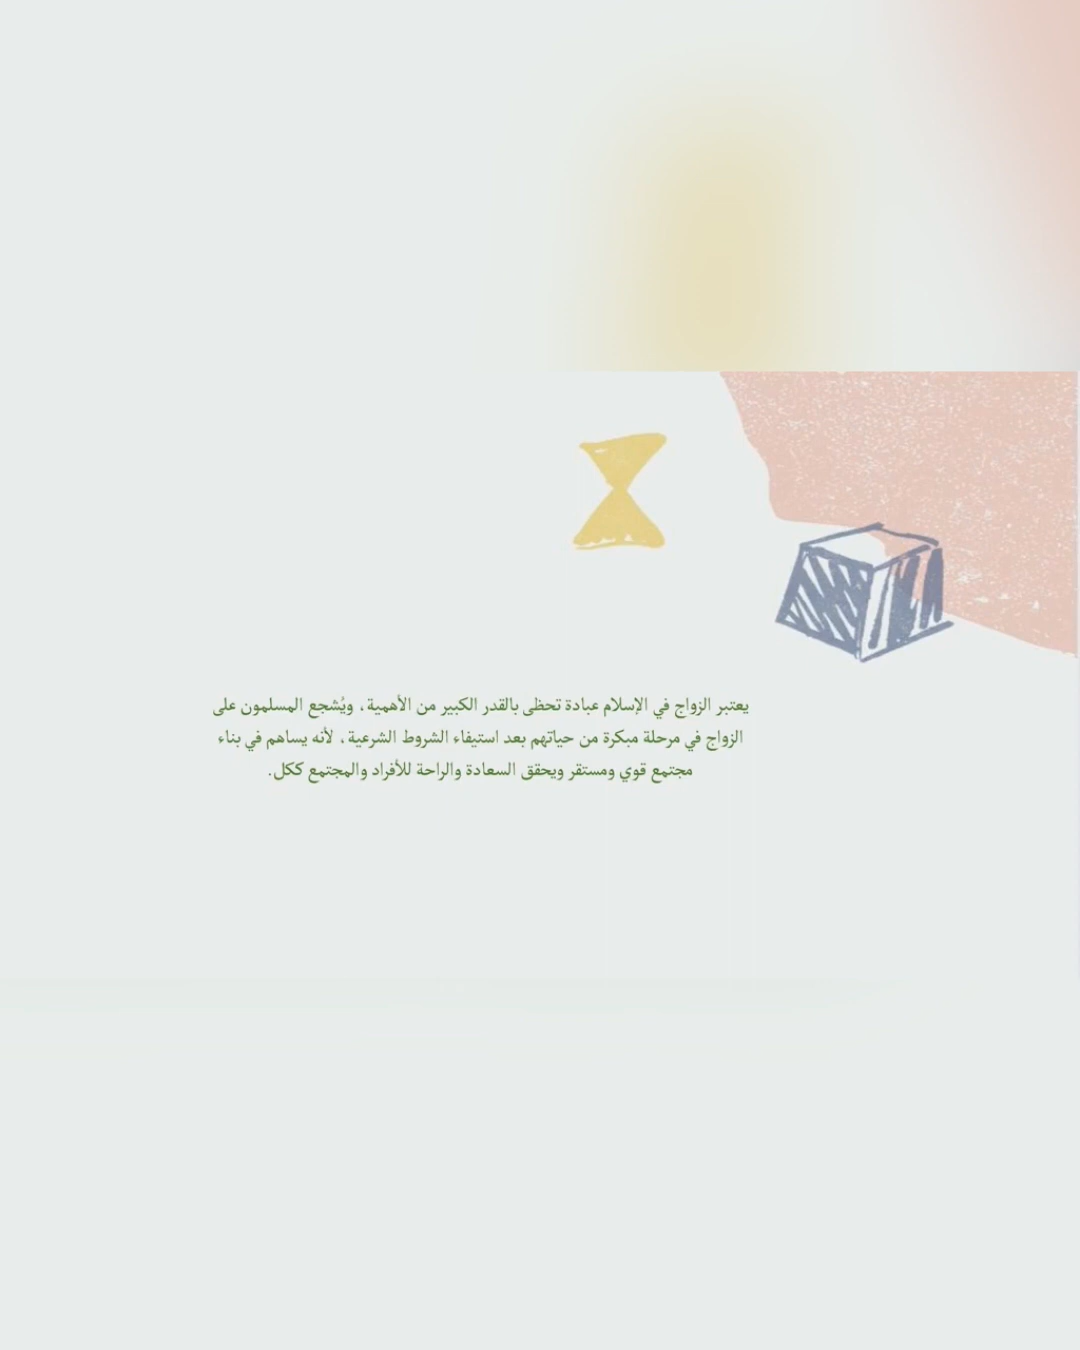 يعتبر الزواج في الإسلام عبادة تحظى بالقدر الكبير من الأهمية، ويُشجع المسلمون على
الزواج في مرحلة مبكرة من حياتهم بعد استيفاء الشروط الشرعية، لأنه يساهم في بناء
مجتمع قوي ومستقر ويحقق السعادة والراحة للأفراد والمجتمع ككل.